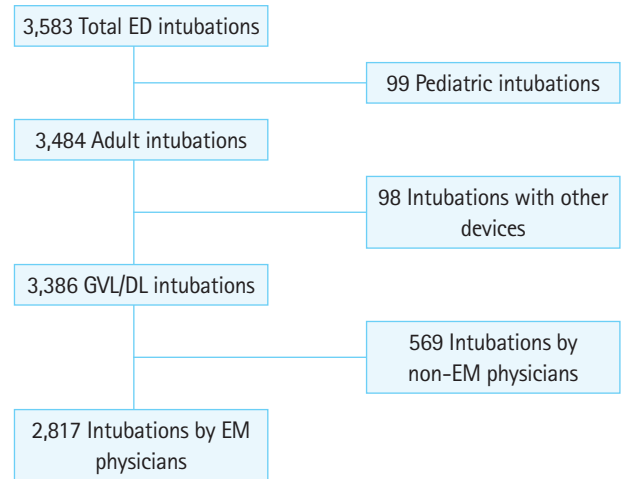 3,583 Total ED intubations
99 Pediatric intubations
3,484 Adult intubations
98 Intubations with other
devices
3,386 GVL/DL intubations
569 Intubations by
non-EM physicians
2,817 Intubations by EM
physicians